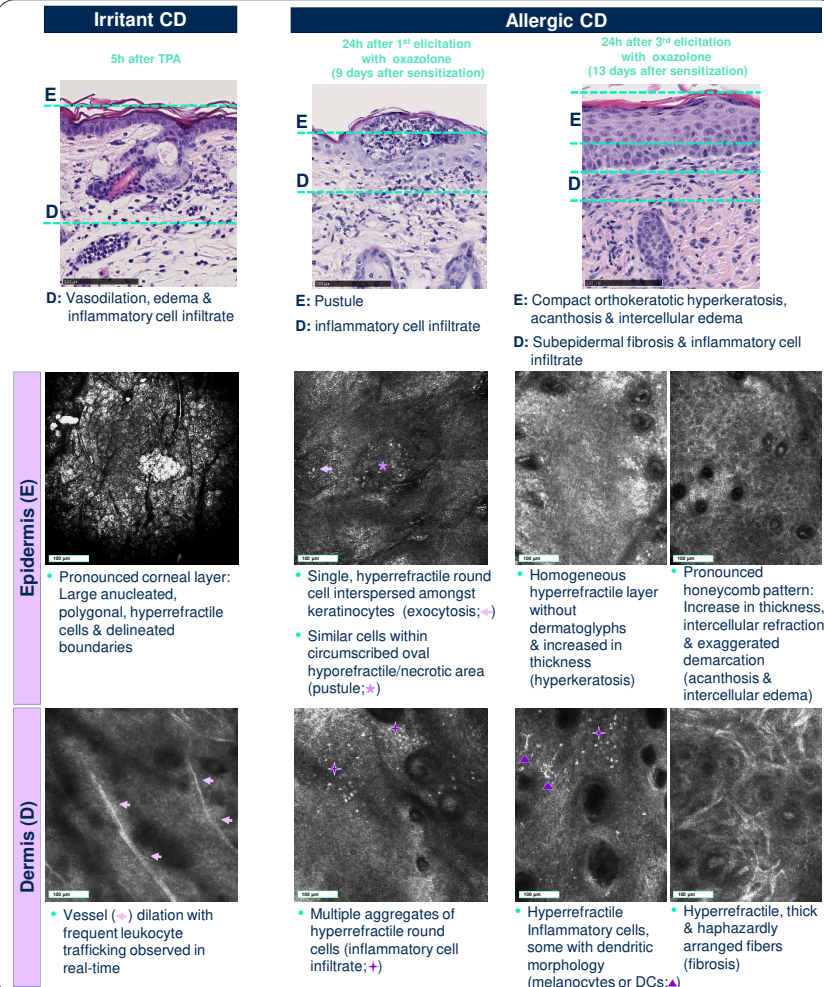 Irritant CD
Allergic CD
5h after TPA
24h after 1st elicitation
with oxazolone
(9 days after sensitization)
24h after 3rd elicitation
with oxazolone
(13 days after sensitization)
E
D
E
D
E
D
D: Vasodilation, edema &
inflammatory cell infiltrate
E: Pustule
D: inflammatory cell infiltrate
E: Compact orthokeratotic hyperkeratosis,
acanthosis & intercellular edema
D: Subepidermal fibrosis & inflammatory cell
infiltrate
Epidermis (E)
100 µm
100 µm
100 µm
100 µm
• Pronounced corneal layer:
Large anucleated,
polygonal, hyperrefractile
cells & delineated
boundaries
• Single, hyperrefractile round
cell interspersed amongst
keratinocytes (exocytosis;←)
• Similar cells within
circumscribed oval
hyporefractile/necrotic area
(pustule;*)
• Homogeneous
hyperrefractile layer
without
dermatoglyphs
& increased in
thickness
(hyperkeratosis)
• Pronounced
honeycomb pattern:
Increase in thickness,
intercellular refraction
& exaggerated
demarcation
(acanthosis &
intercellular edema)
Dermis (D)
100 µm
100 µm
100 µm
100 µm
• Vessel (←) dilation with
frequent leukocyte
trafficking observed in
real-time
• Multiple aggregates of
hyperrefractile round
cells (inflammatory cell
infiltrate;✦)
• Hyperrefractile
Inflammatory cells,
some with dendritic
morphology
(melanocytes or DCs;▲)
• Hyperrefractile, thick
& haphazardly
arranged fibers
(fibrosis)